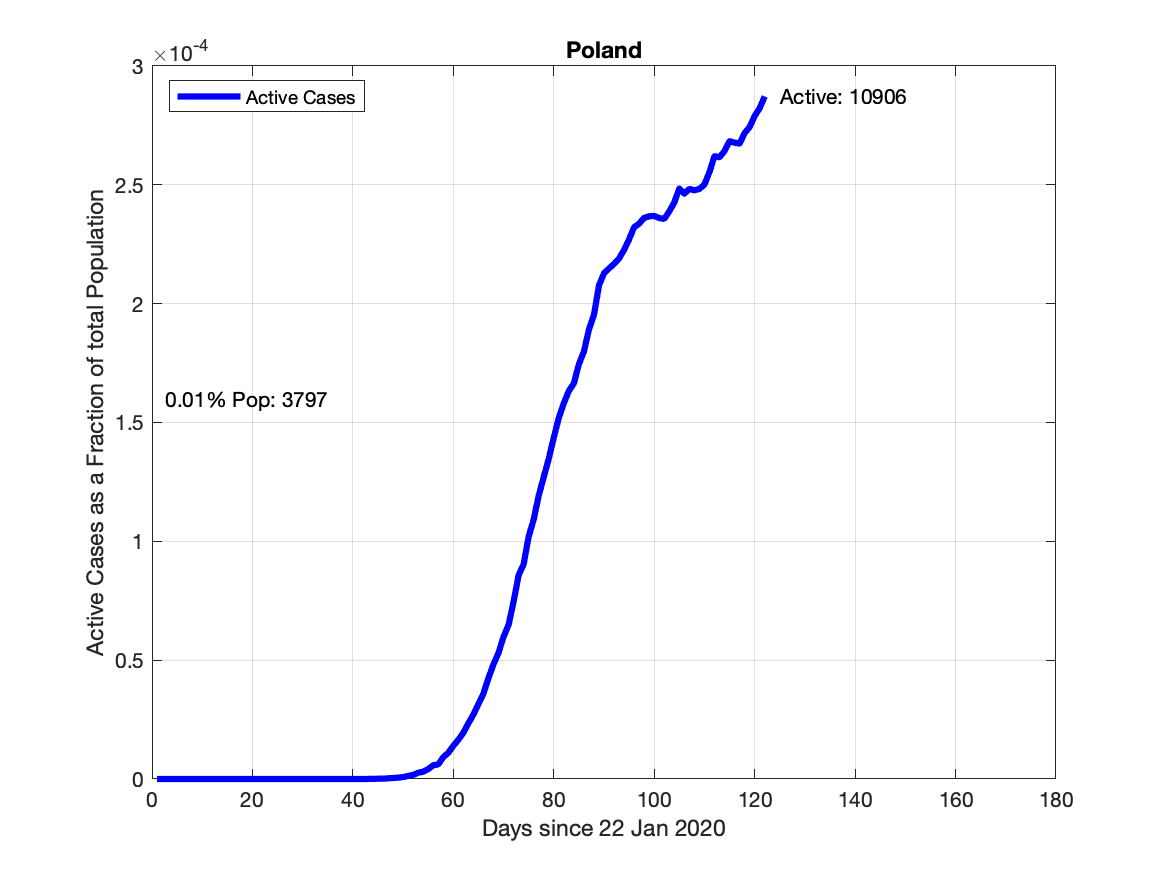 Poland
×10-4
3
Active Cases
Active: 10906
2.5
2
0.01% Pop: 3797
1.5
1
0.5
0
Active Cases as a Fraction of total Population
0 20 40 60 80 100 120 140 160 180
Days since 22 Jan 2020